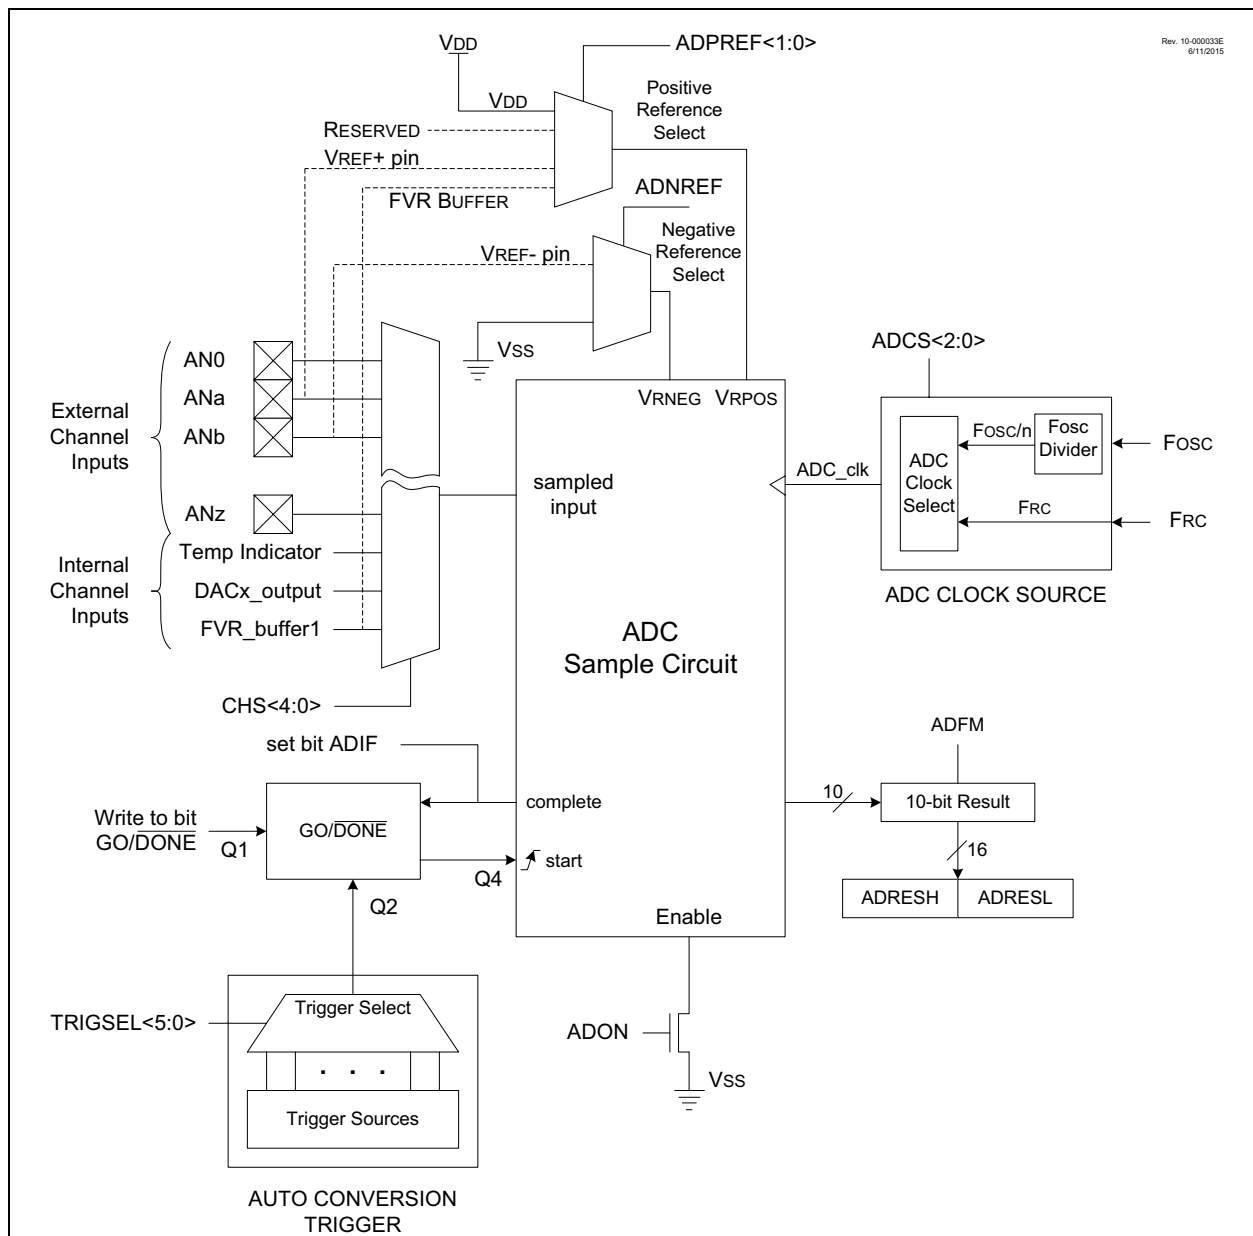 VDD
ADPREF<1:0>
Rev. 10-000033E
6/11/2015
VDD
Positive
Reference
Select
RESERVED
VREF+ pin
FVR BUFFER
ADNREF
VREF- pin
Negative
Reference
Select
VSS
ADCS<2:0>
External
Channel
Inputs
AN0
ANa
ANb
ANz
Internal
Channel
Inputs
Temp Indicator
DACx_output
FVR_buffer1
CHS<4:0>
VRNEG VRPOS
sampled
input
ADC_clk
ADC
Clock
Select
FOSC/n
Fosc
Divider
FOSC
FRC
FRC
ADC CLOCK SOURCE
ADC
Sample Circuit
set bit ADIF
complete
Write to bit
GO/DONE
Q1
GO/DONE
Q4
start
Q2
Enable
ADFM
10
10-bit Result
16
ADRESH ADRESL
TRIGSEL<5:0>
Trigger Select
. . .
Trigger Sources
AUTO CONVERSION
TRIGGER
ADON
VSS